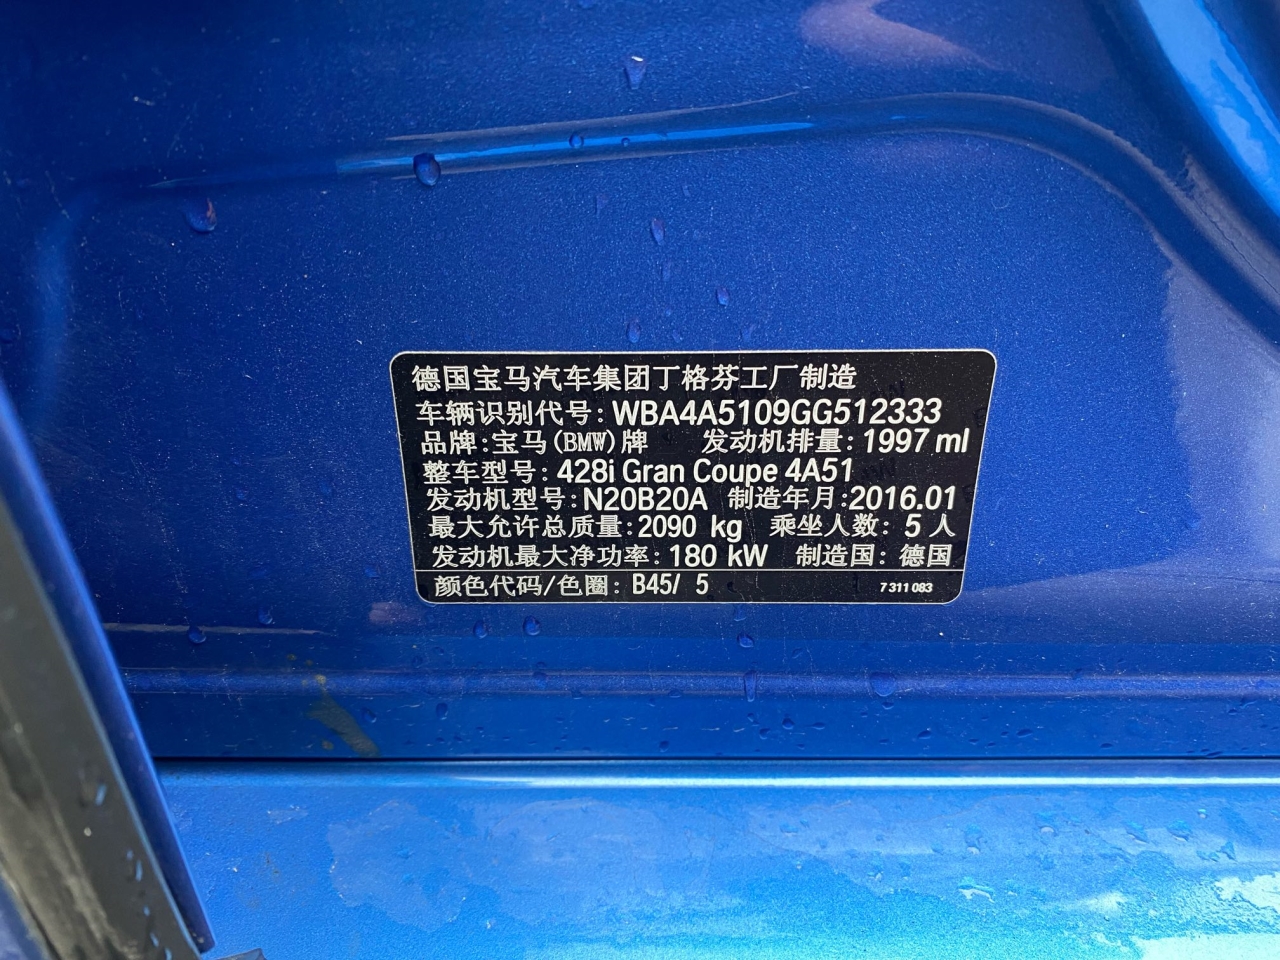 德国宝马汽车集团丁格芬工厂制造
车辆识别代号: WBA4A5109GG512333
品牌:宝马(BMW)牌 发动机排量: 1997 ml
整车型号: 428i Gran Coupe 4A51
发动机型号: N20B20A 制造年月:2016.01
最大允许总质量: 2090 kg 乘坐人数: 5 人
发动机最大净功率: 180 kW 制造国: 德国
颜色代码/色圈: B45/ 5 7 311 083